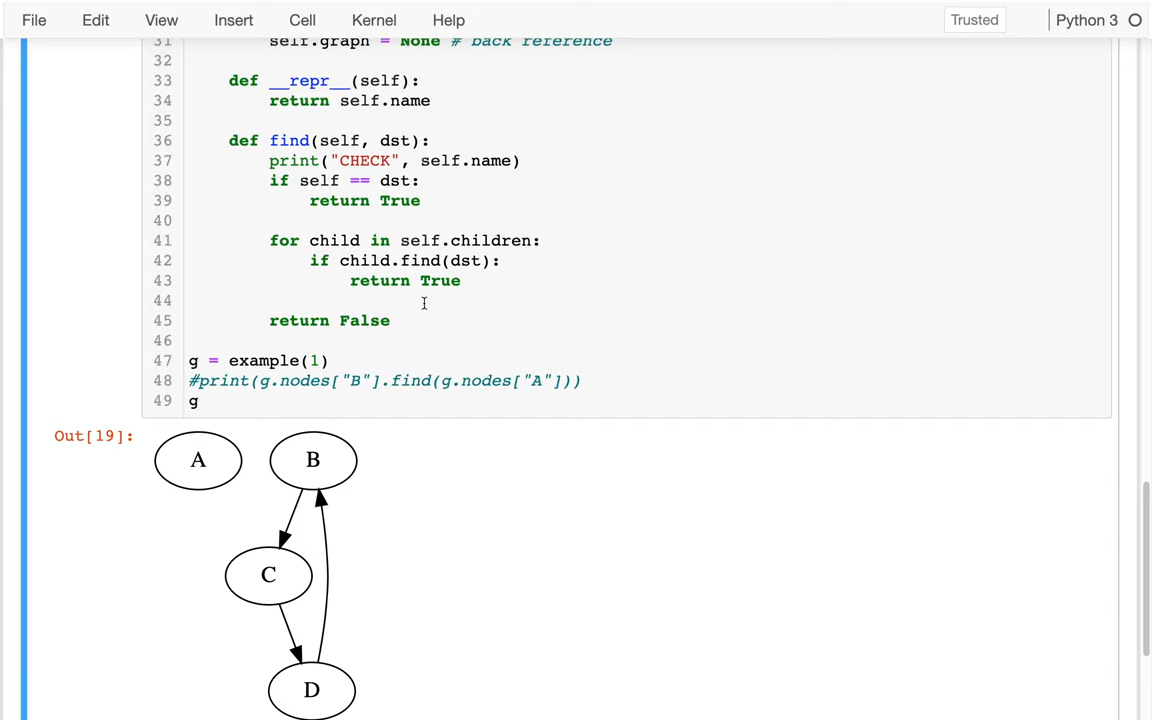 File Edit View Insert Cell Kernel Help Trusted Python 3
31 self.graph = None # back reference
32
33 def __repr__(self):
34 return self.name
35
36 def find(self, dst):
37 print("CHECK", self.name)
38 if self == dst:
39 return True
40
41 for child in self.children:
42 if child.find(dst):
43 return True
44
45 return False
46
47 g = example(1)
48 #print(g.nodes["B"].find(g.nodes["A"]))
49 g
Out[19]:
A B
C
D